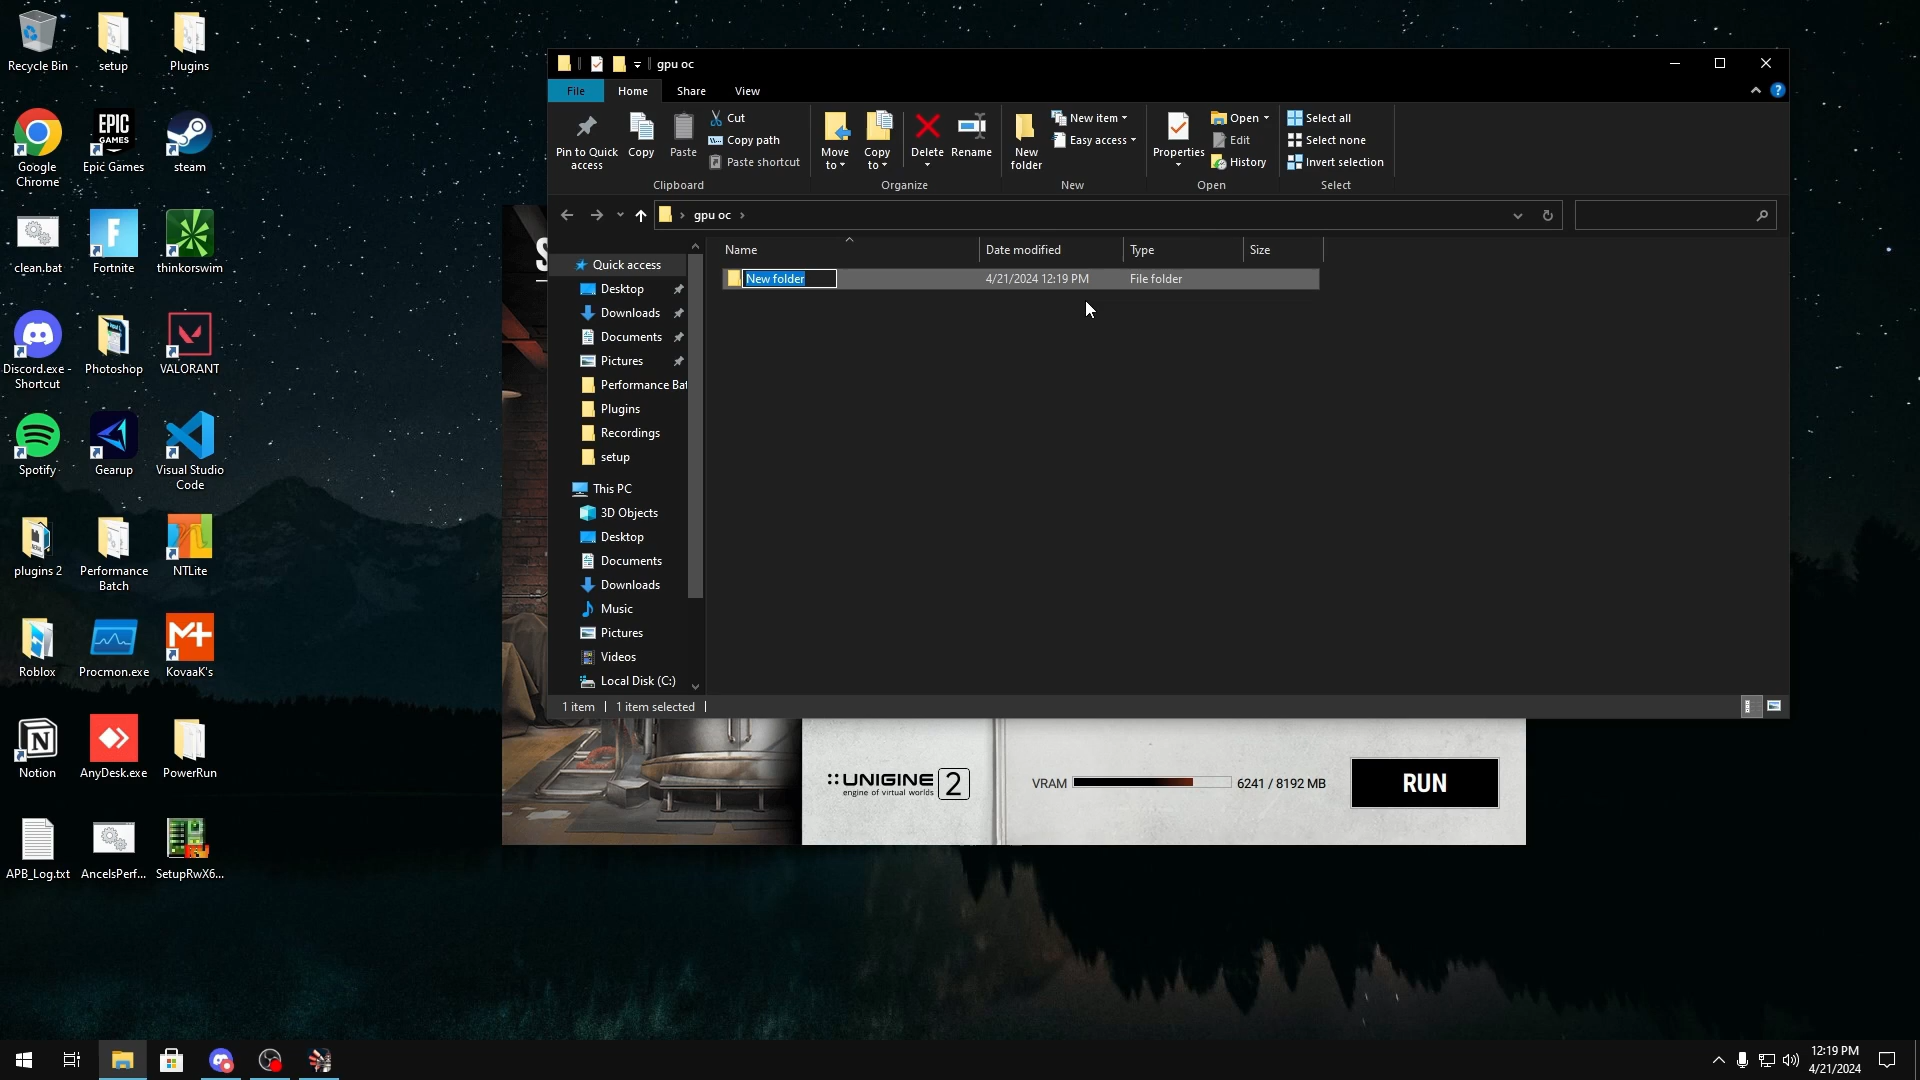 Recycle Bin
setup
Plugins
Google
Chrome
Epic Games
EPIC
GAMES
steam
clean.bat
Fortnite
thinkorswim
Discord.exe -
Shortcut
Photoshop
VALORANT
Spotify
Gearup
Visual Studio
Code
plugins 2
Performance
Batch
NTLite
Roblox
Procmon.exe
KovaaK's
Notion
AnyDesk.exe
PowerRun
APB_Log.txt
AncelsPerf...
SetupRwX6...
gpu oc
File
Home
Share
View
Pin to Quick
access
Copy
Paste
Cut
Copy path
Paste shortcut
Clipboard
Move
to
Copy
to
Delete
Rename
Organize
New
folder
New item
Easy access
New
Properties
Open
Edit
History
Open
Select all
Select none
Invert selection
Select
gpu oc
Name
Date modified
Type
Size
New folder
4/21/2024 12:19 PM
File folder
Quick access
Desktop
Downloads
Documents
Pictures
Performance Bat
Plugins
Recordings
setup
This PC
3D Objects
Desktop
Documents
Downloads
Music
Pictures
Videos
Local Disk (C:)
1 item
1 item selected
UNIGINE 2
engine of virtual worlds
VRAM
6241 / 8192 MB
RUN
12:19 PM
4/21/2024